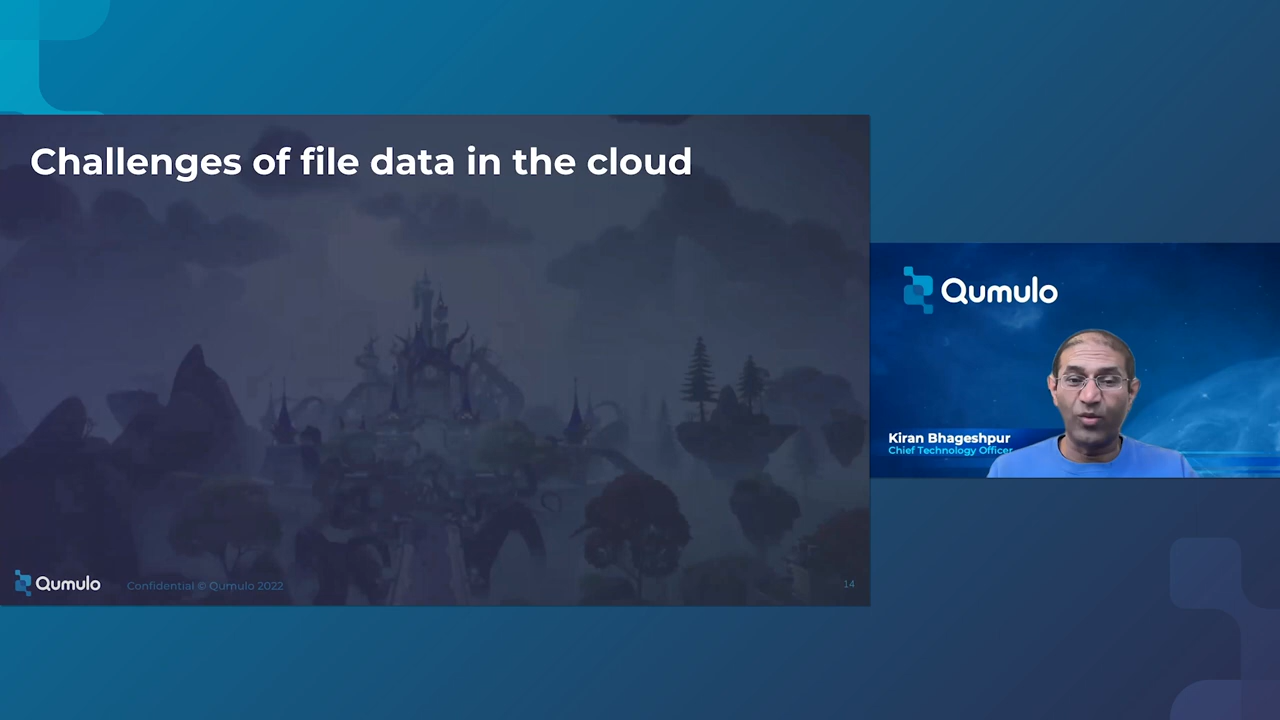 Challenges of file data in the cloud
Qumulo
Confidential © Qumulo 2022
14
Qumulo
Kiran Bhageshpur
Chief Technology Officer